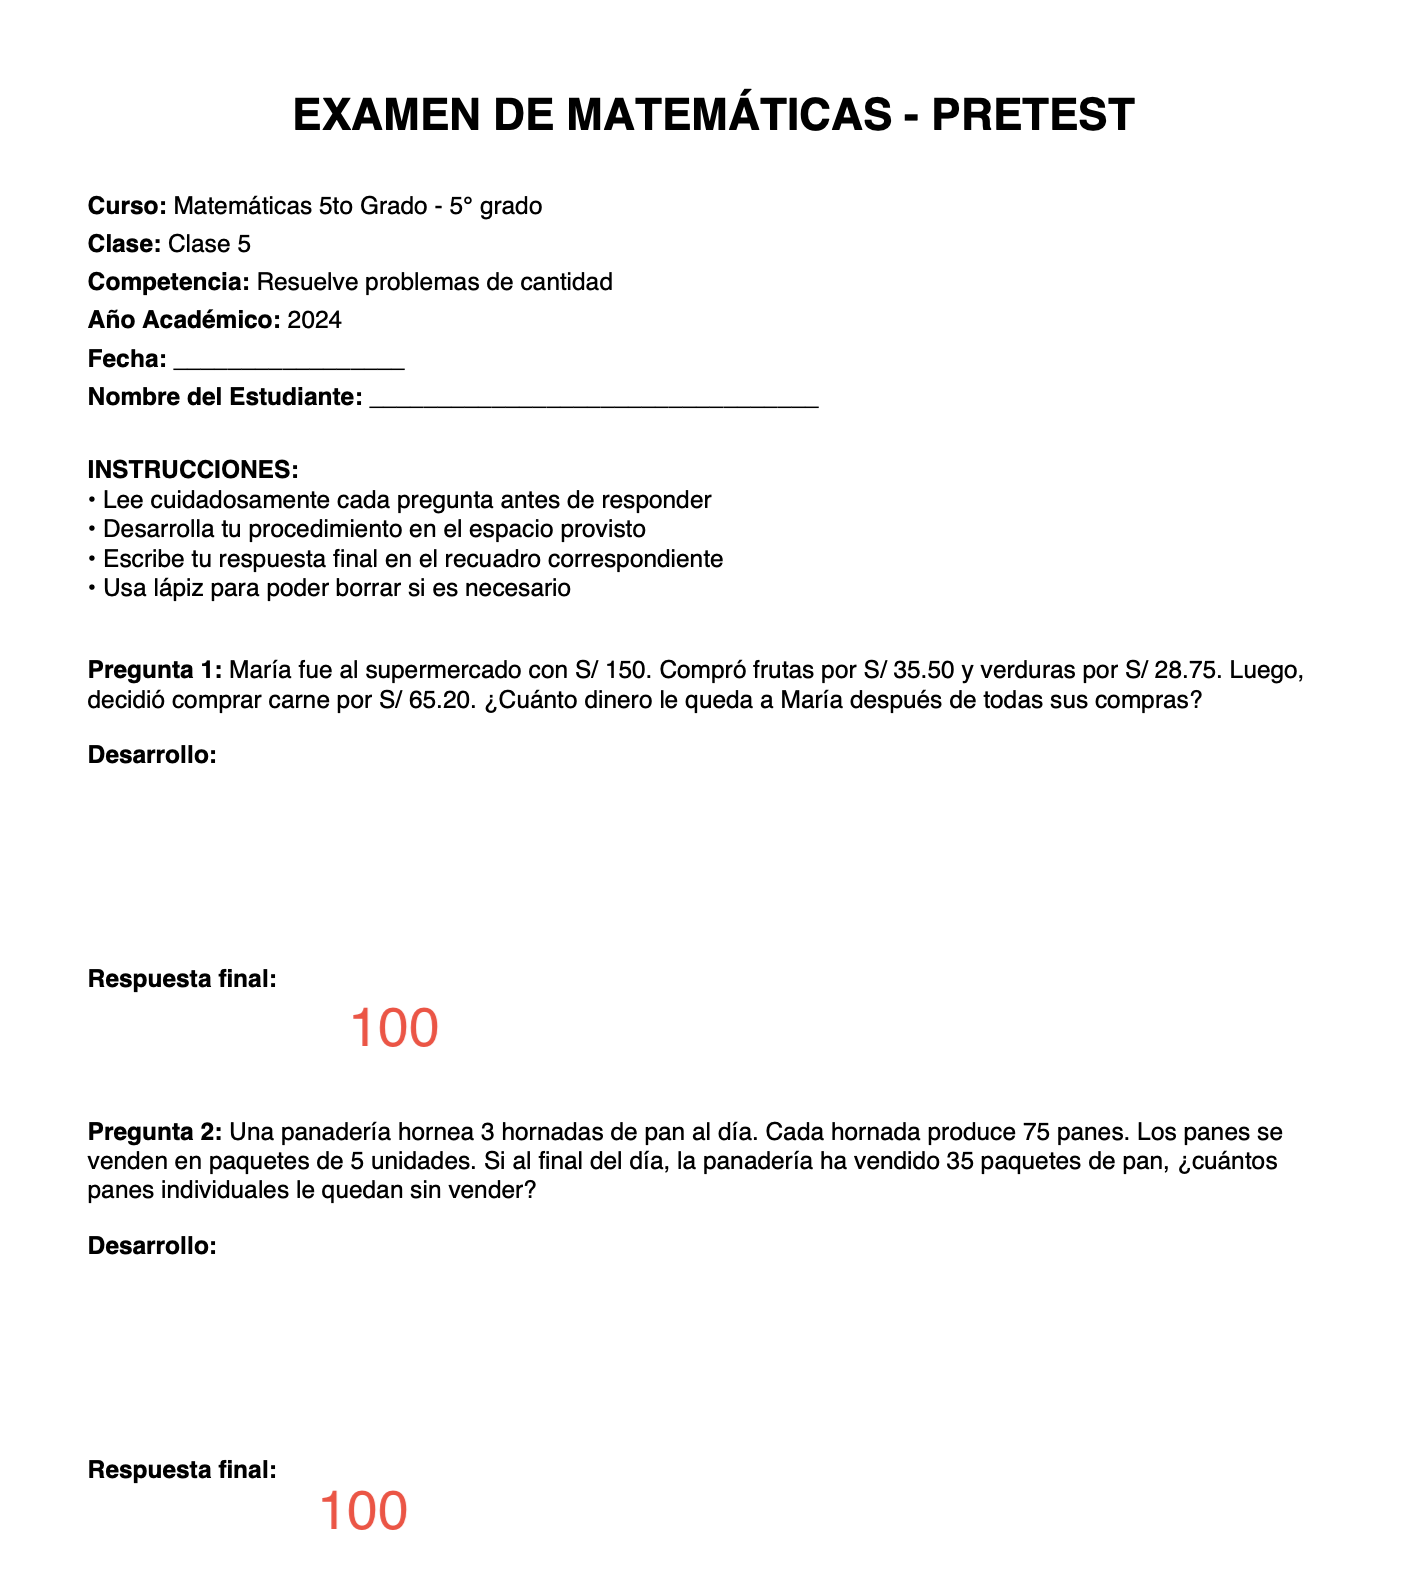 EXAMEN DE MATEMÁTICAS - PRETEST
Curso: Matemáticas 5to Grado - 5° grado
Clase: Clase 5
Competencia: Resuelve problemas de cantidad
Año Académico: 2024
Fecha: _________________
Nombre del Estudiante: _________________________________
INSTRUCCIONES:
• Lee cuidadosamente cada pregunta antes de responder
• Desarrolla tu procedimiento en el espacio provisto
• Escribe tu respuesta final en el recuadro correspondiente
• Usa lápiz para poder borrar si es necesario
Pregunta 1: María fue al supermercado con S/ 150. Compró frutas por S/ 35.50 y verduras por S/ 28.75. Luego,
decidió comprar carne por S/ 65.20. ¿Cuánto dinero le queda a María después de todas sus compras?
Desarrollo:
Respuesta final:
100
Pregunta 2: Una panadería hornea 3 hornadas de pan al día. Cada hornada produce 75 panes. Los panes se
venden en paquetes de 5 unidades. Si al final del día, la panadería ha vendido 35 paquetes de pan, ¿cuántos
panes individuales le quedan sin vender?
Desarrollo:
Respuesta final:
100